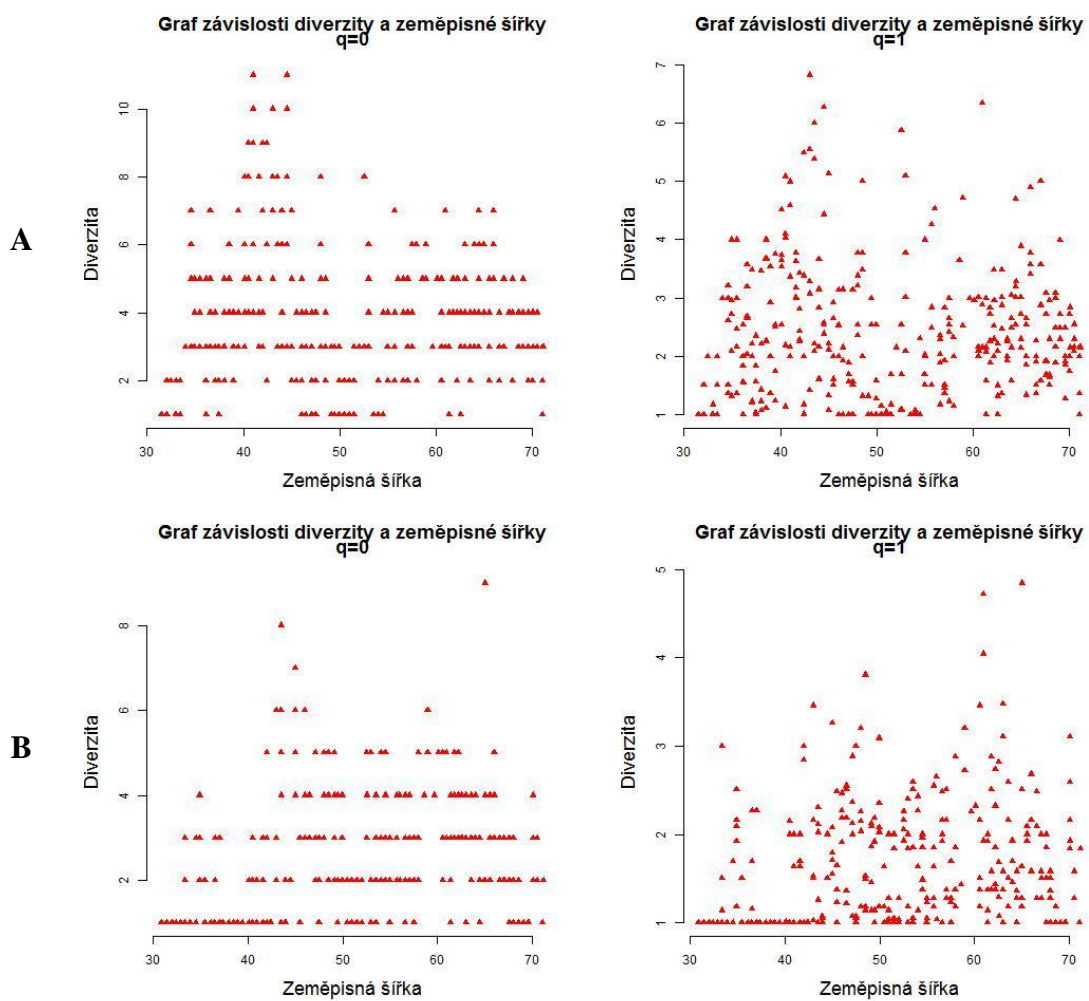 Graf závislosti diverzity a zeměpisné šířky
q=0
Diverzita
10
8
6
4
2
30 40 50 60 70
Zeměpisná šířka
Graf závislosti diverzity a zeměpisné šířky
q=1
Diverzita
7
6
5
4
3
2
1
30 40 50 60 70
Zeměpisná šířka
A
Graf závislosti diverzity a zeměpisné šířky
q=0
Diverzita
8
6
4
2
30 40 50 60 70
Zeměpisná šířka
Graf závislosti diverzity a zeměpisné šířky
q=1
Diverzita
5
4
3
2
1
30 40 50 60 70
Zeměpisná šířka
B